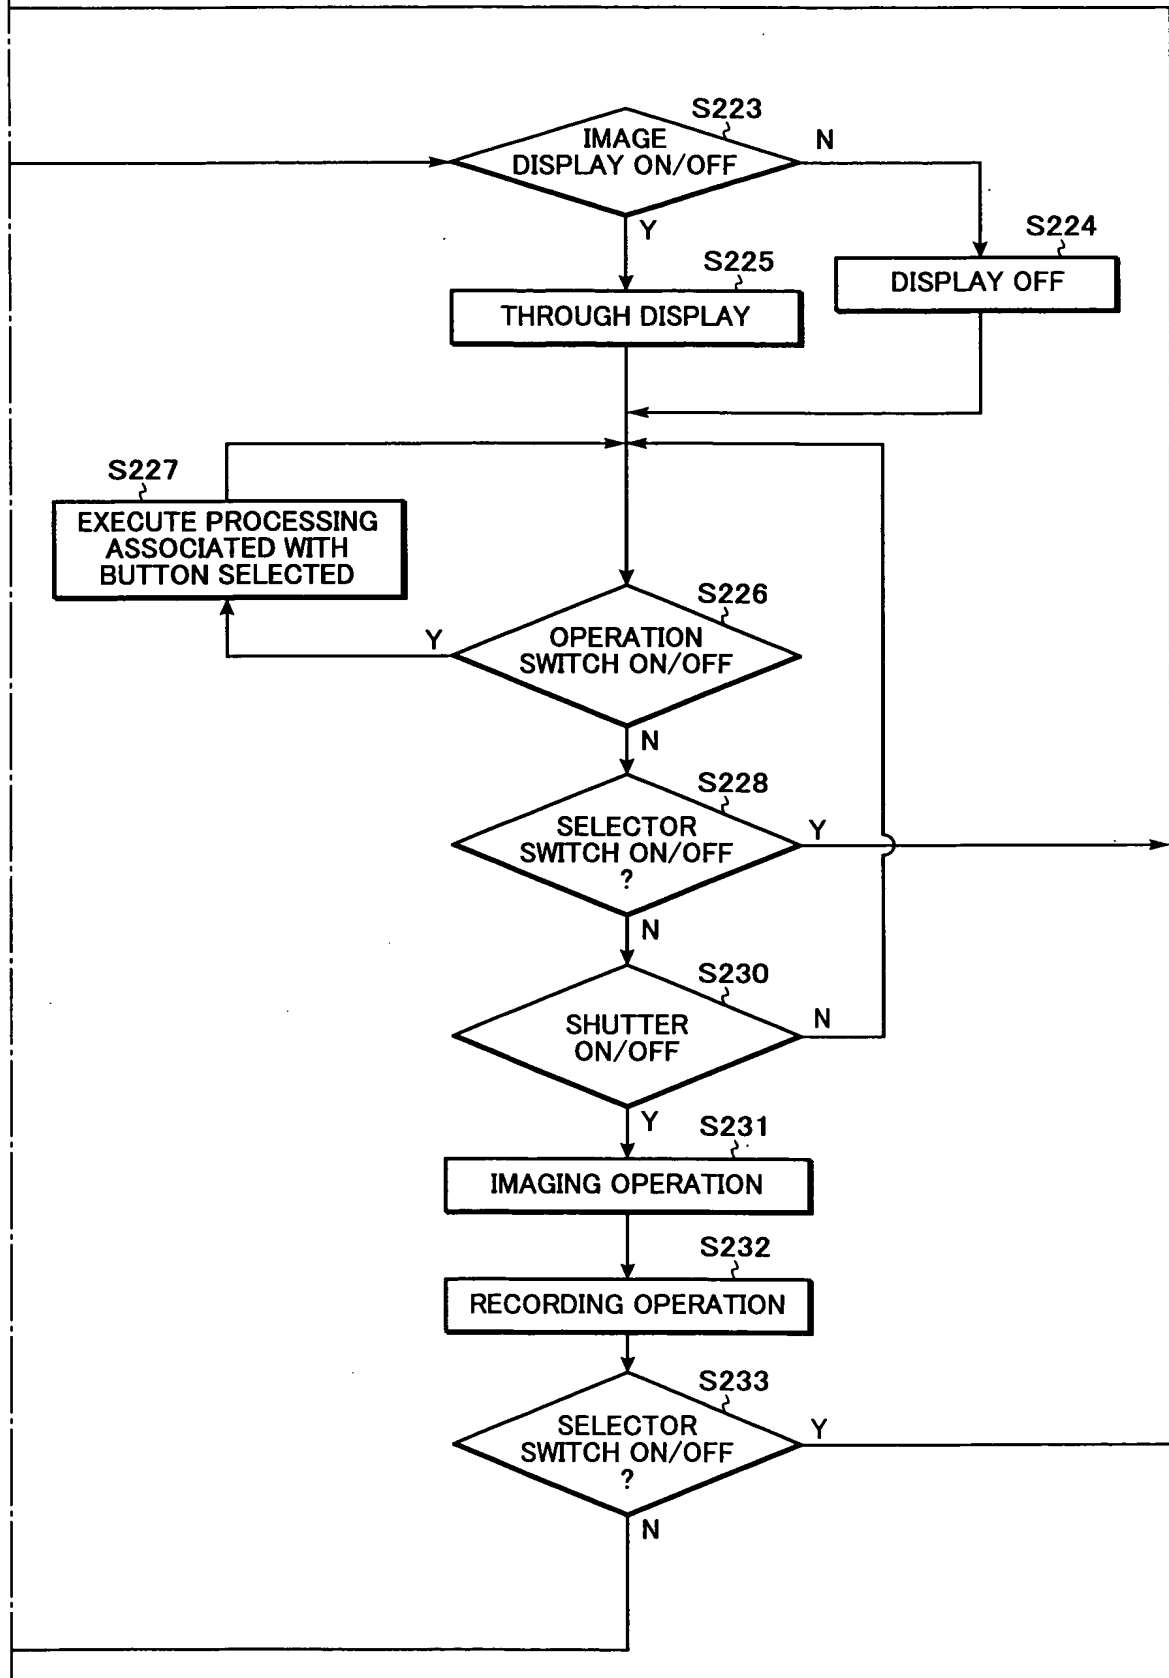 S223
IMAGE
DISPLAY ON/OFF
N
Y
S224
DISPLAY OFF
S225
THROUGH DISPLAY
S227
EXECUTE PROCESSING
ASSOCIATED WITH
BUTTON SELECTED
S226
Y
OPERATION
SWITCH ON/OFF
N
S228
SELECTOR
SWITCH ON/OFF
?
Y
N
S230
SHUTTER
ON/OFF
N
Y
S231
IMAGING OPERATION
S232
RECORDING OPERATION
S233
SELECTOR
SWITCH ON/OFF
?
Y
N